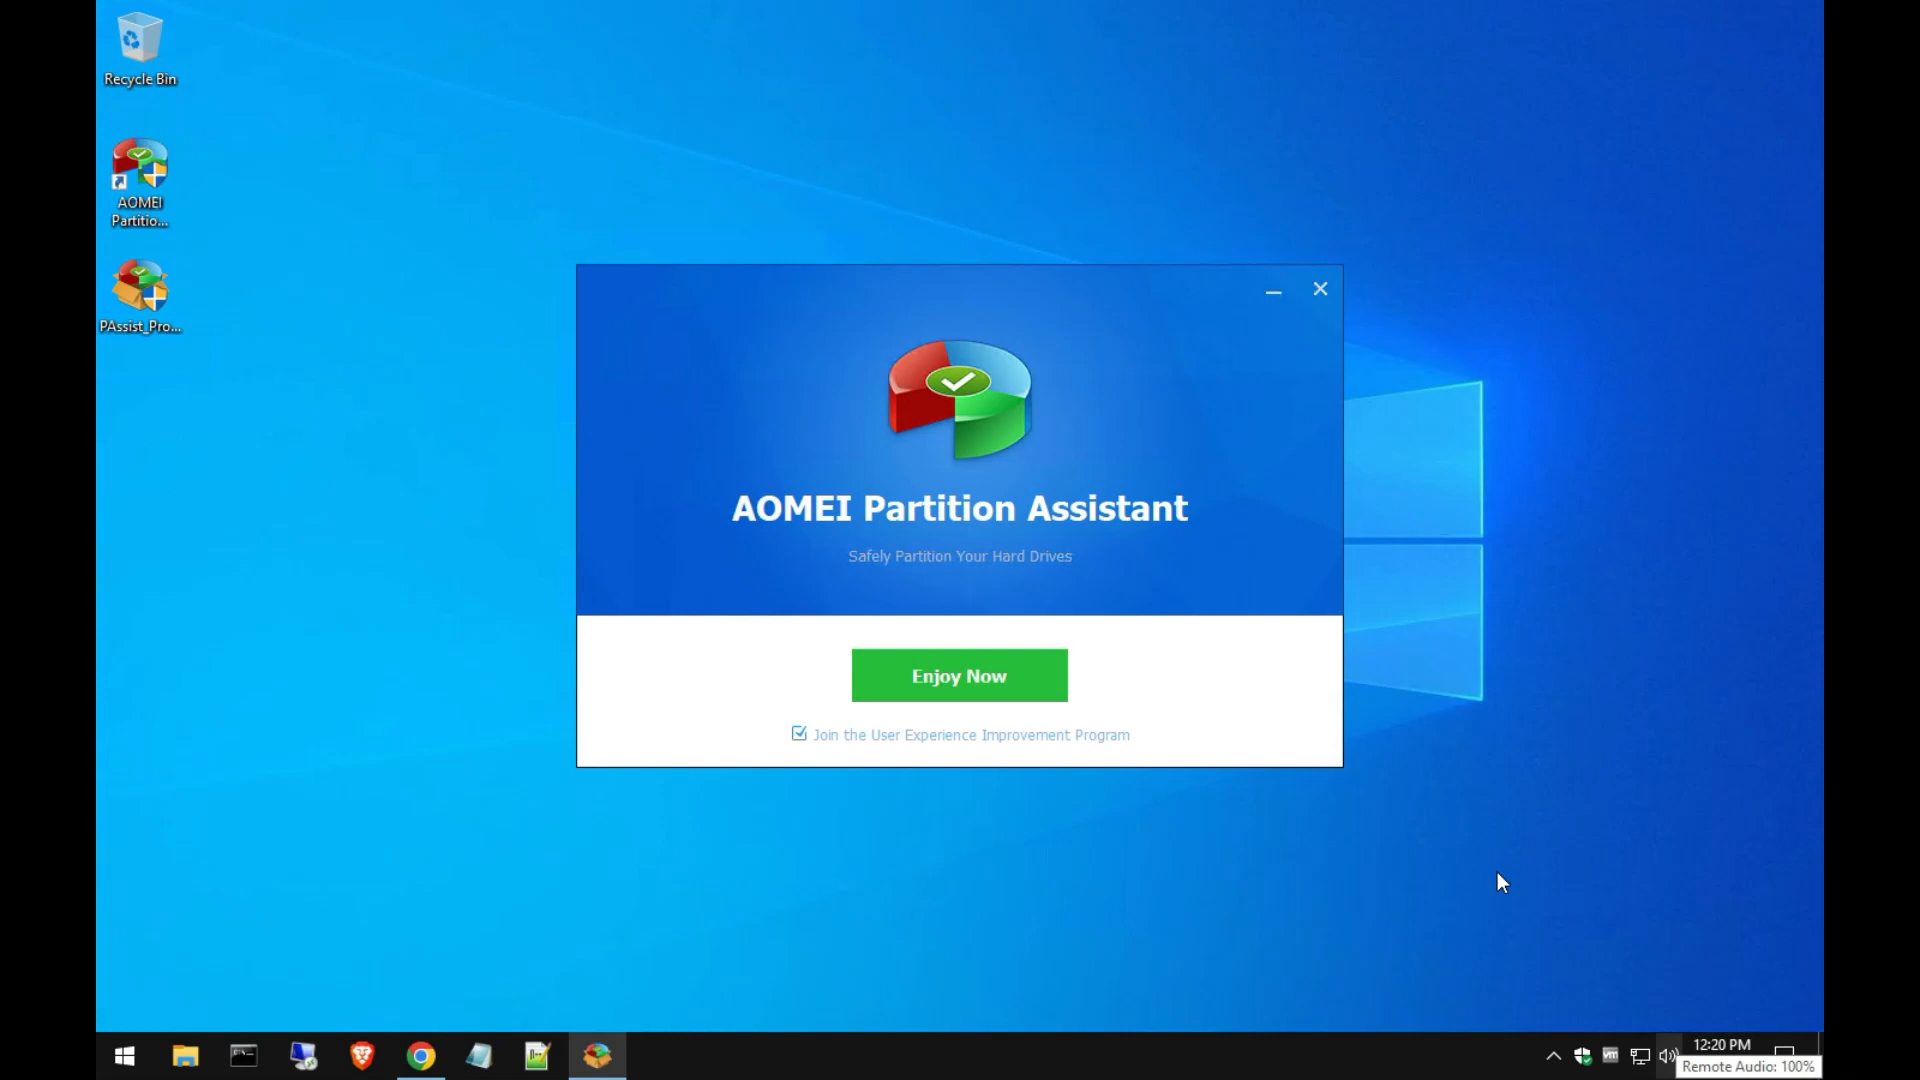 Recycle Bin
AOMEI
Partitio...
PAssist_Pro...
AOMEI Partition Assistant
Safely Partition Your Hard Drives
Enjoy Now
Join the User Experience Improvement Program
vm
12:20 PM
Remote Audio: 100%